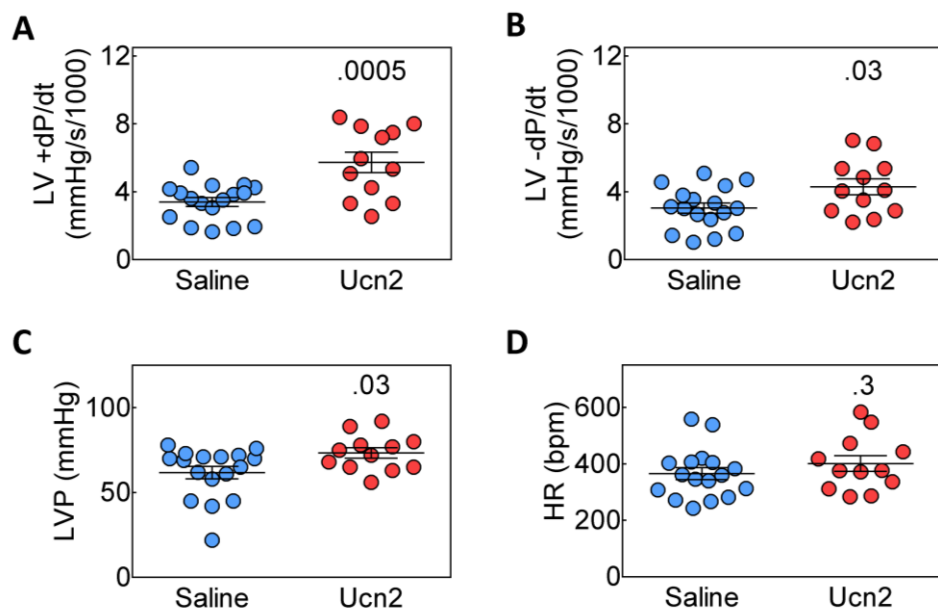 A
LV +dP/dt
(mmHg/s/1000)
12
8
4
0
.0005
Saline
Ucn2
B
LV -dP/dt
(mmHg/s/1000)
12
8
4
0
.03
Saline
Ucn2
C
LVP (mmHg)
100
50
0
.03
Saline
Ucn2
D
HR (bpm)
600
400
200
0
.3
Saline
Ucn2